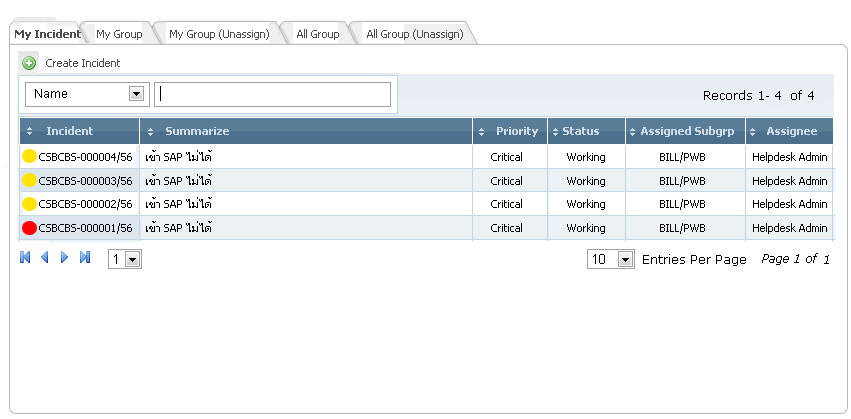 My Incident My Group My Group (Unassign) All Group All Group (Unassign)
Create Incident
Name Records 1- 4 of 4
Incident Summarize Priority Status Assigned Subgrp Assignee
CSBCBS-000004/56 เข้า SAP ไม่ได้ Critical Working BILL/PWB Helpdesk Admin
CSBCBS-000003/56 เข้า SAP ไม่ได้ Critical Working BILL/PWB Helpdesk Admin
CSBCBS-000002/56 เข้า SAP ไม่ได้ Critical Working BILL/PWB Helpdesk Admin
CSBCBS-000001/56 เข้า SAP ไม่ได้ Critical Working BILL/PWB Helpdesk Admin
1 10 Entries Per Page Page 1 of 1